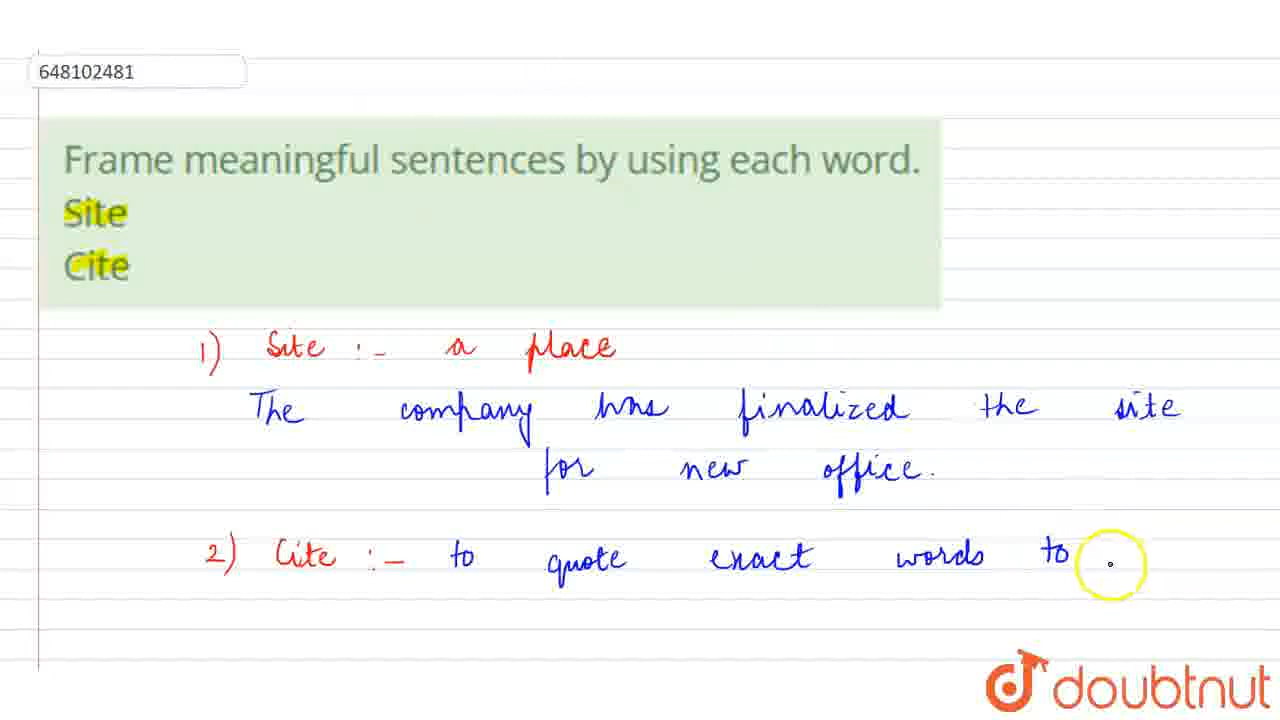 648102481
Frame meaningful sentences by using each word.
Site
Cite
1) Site :- a place
The company has finalized the site
for new office.
2) Cite :- to quote exact words to
doubtnut